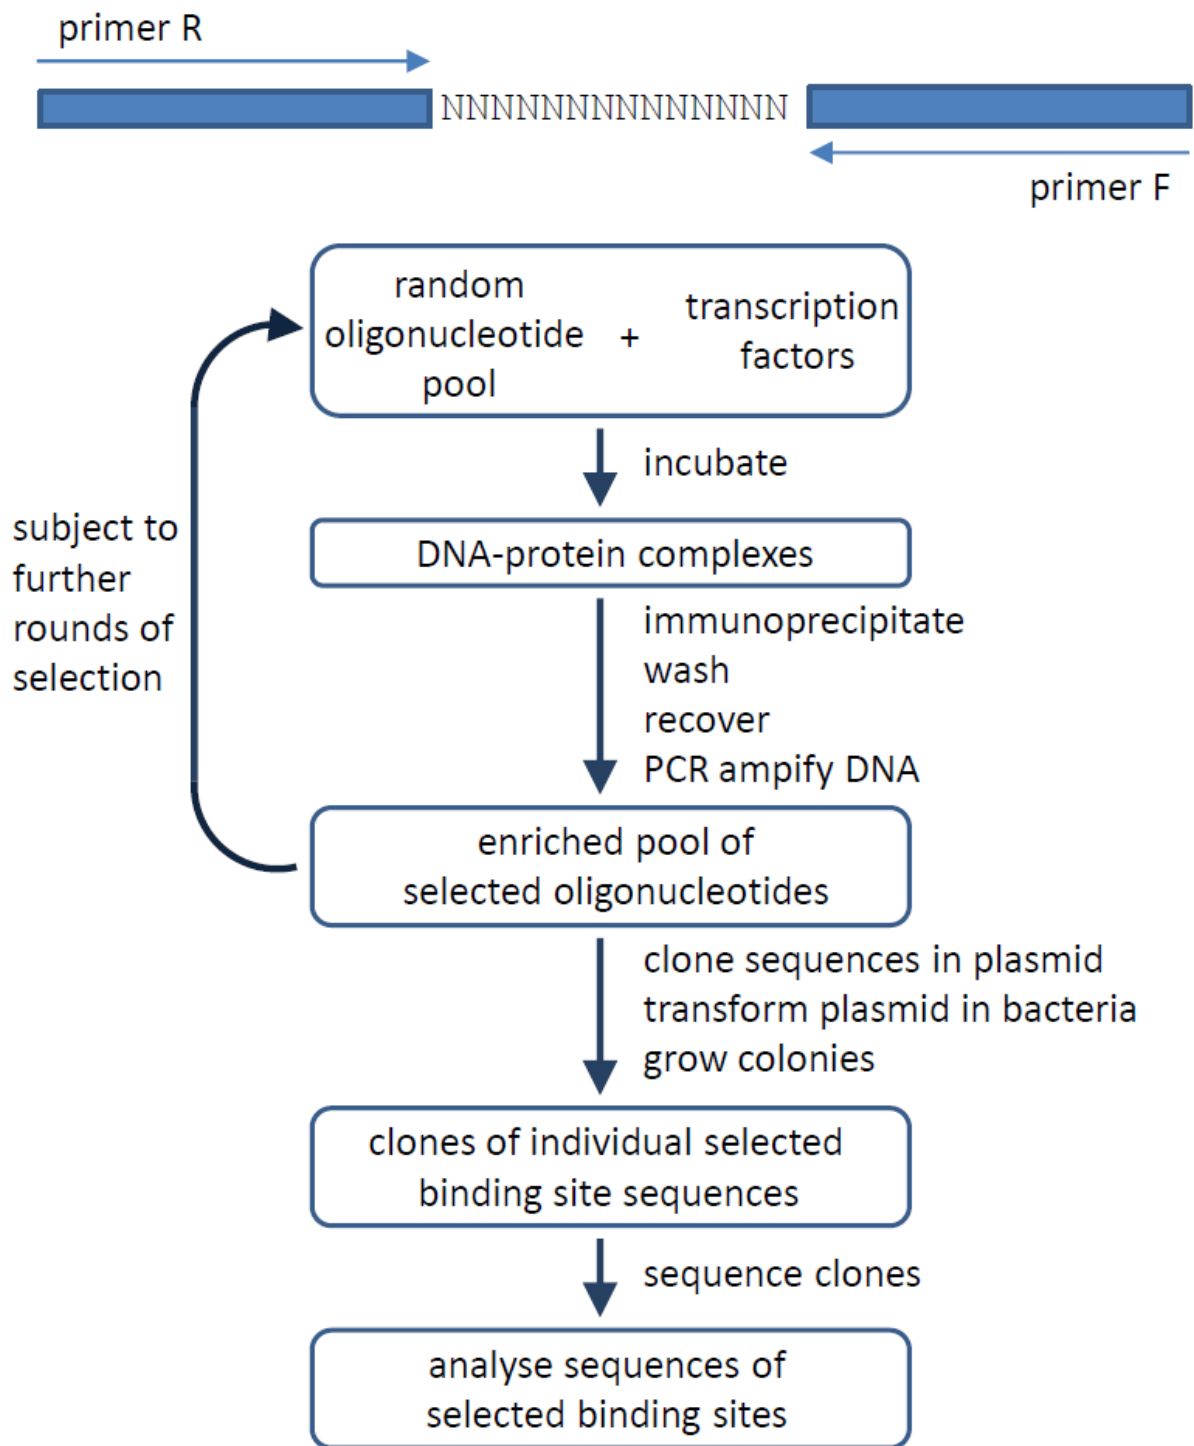 primer R
NNNNNNNNNNNNNN
primer F
random
oligonucleotide
pool
+
transcription
factors
incubate
subject to
further
rounds of
selection
DNA-protein complexes
immunoprecipitate
wash
recover
PCR ampify DNA
enriched pool of
selected oligonucleotides
clone sequences in plasmid
transform plasmid in bacteria
grow colonies
clones of individual selected
binding site sequences
sequence clones
analyse sequences of
selected binding sites